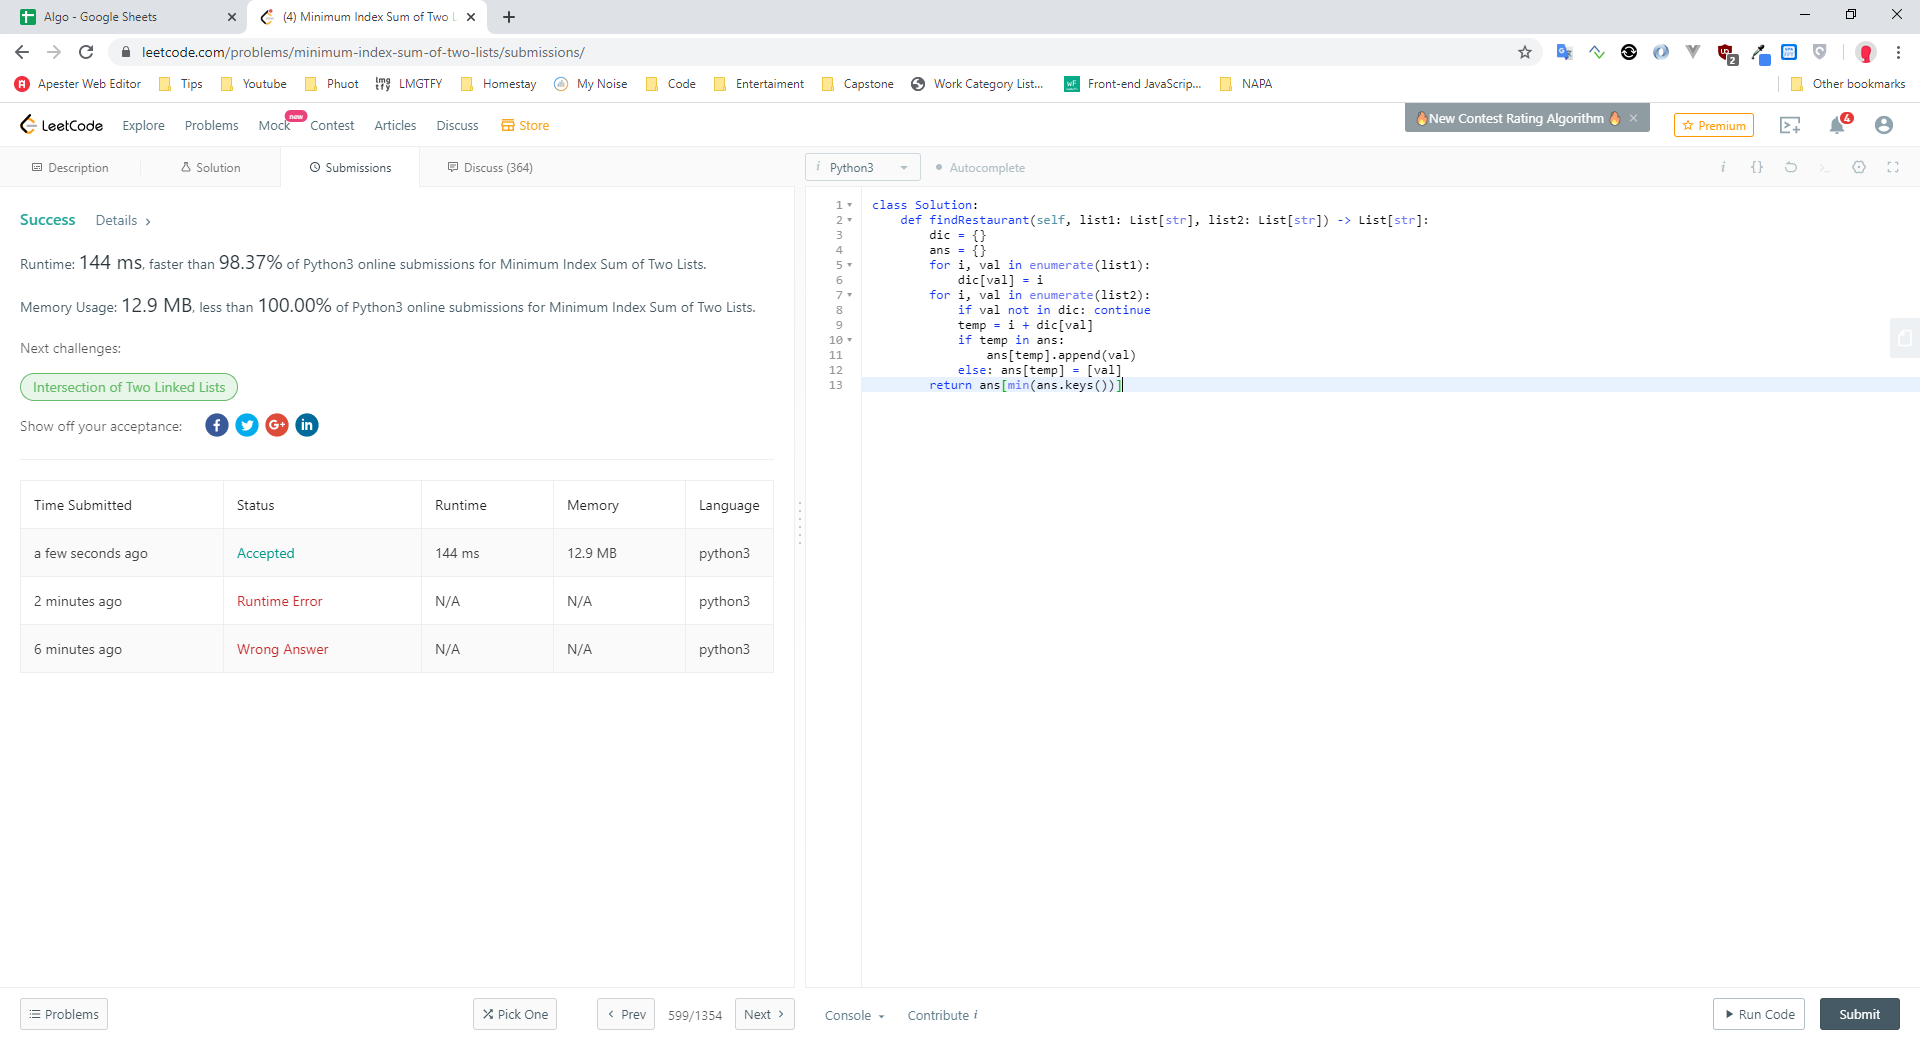 Algo - Google Sheets
(4) Minimum Index Sum of Two L
leetcode.com/problems/minimum-index-sum-of-two-lists/submissions/
2
Apester Web Editor Tips Youtube Phuot LMGTFY Homestay My Noise Code Entertaiment Capstone Work Category List... Front-end JavaScrip... NAPA Other bookmarks
LeetCode Explore Problems Mock new Contest Articles Discuss Store
🔥New Contest Rating Algorithm 🔥 ×
Premium
4
Description Solution Submissions Discuss (364)
i Python3 Autocomplete
Success Details >
Runtime: 144 ms, faster than 98.37% of Python3 online submissions for Minimum Index Sum of Two Lists.
Memory Usage: 12.9 MB, less than 100.00% of Python3 online submissions for Minimum Index Sum of Two Lists.
Next challenges:
Intersection of Two Linked Lists
Show off your acceptance:
Time Submitted Status Runtime Memory Language
a few seconds ago Accepted 144 ms 12.9 MB python3
2 minutes ago Runtime Error N/A N/A python3
6 minutes ago Wrong Answer N/A N/A python3
1 class Solution:
2     def findRestaurant(self, list1: List[str], list2: List[str]) -> List[str]:
3         dic = {}
4         ans = {}
5         for i, val in enumerate(list1):
6             dic[val] = i
7         for i, val in enumerate(list2):
8             if val not in dic: continue
9             temp = i + dic[val]
10             if temp in ans:
11                 ans[temp].append(val)
12             else: ans[temp] = [val]
13         return ans[min(ans.keys())]
Problems Pick One < Prev 599/1354 Next >
Console Contribute i Run Code Submit